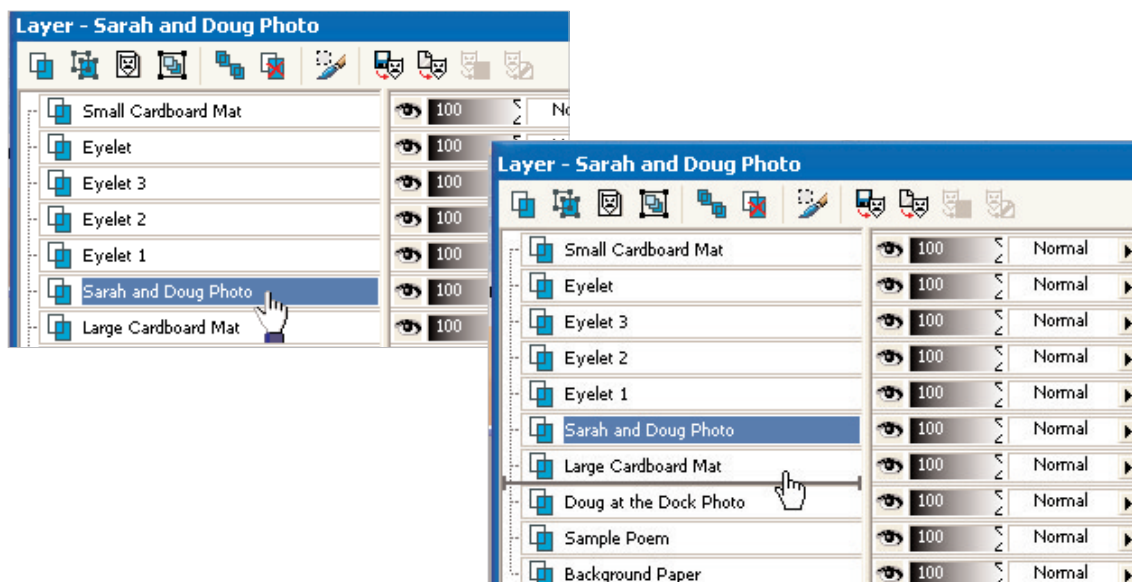 Layer - Sarah and Doug Photo
Small Cardboard Mat 100
Eyelet 100
Eyelet 3 100
Eyelet 2 100
Eyelet 1 100
Sarah and Doug Photo 100
Large Cardboard Mat 100
Layer - Sarah and Doug Photo
Small Cardboard Mat 100 Normal
Eyelet 100 Normal
Eyelet 3 100 Normal
Eyelet 2 100 Normal
Eyelet 1 100 Normal
Sarah and Doug Photo 100 Normal
Large Cardboard Mat 100 Normal
Doug at the Dock Photo 100 Normal
Sample Poem 100 Normal
Background Paper 100 Normal